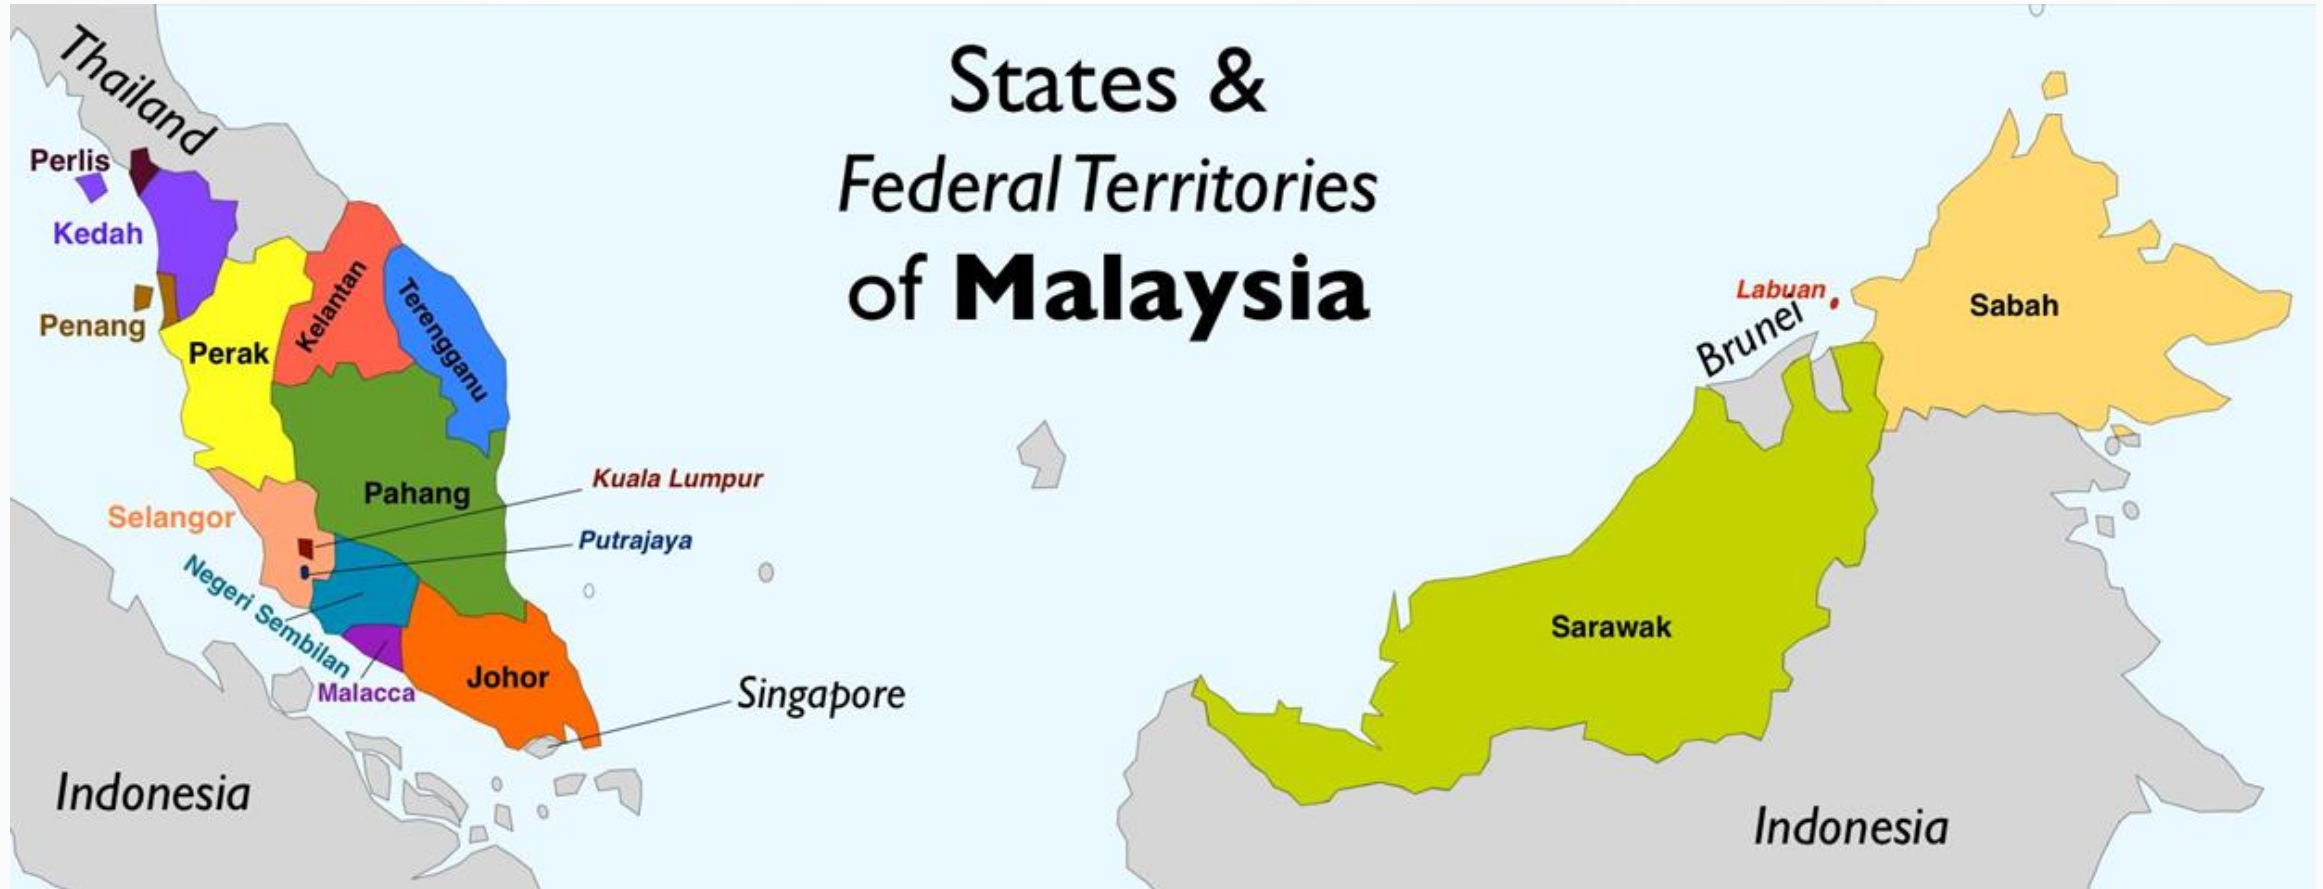 States &
Federal Territories
of Malaysia
Thailand
Perlis
Kedah
Penang
Perak
Kelantan
Terengganu
Pahang
Selangor
Kuala Lumpur
Putrajaya
Negeri Sembilan
Malacca
Johor
Singapore
Indonesia
Labuan
Brunei
Sabah
Sarawak
Indonesia